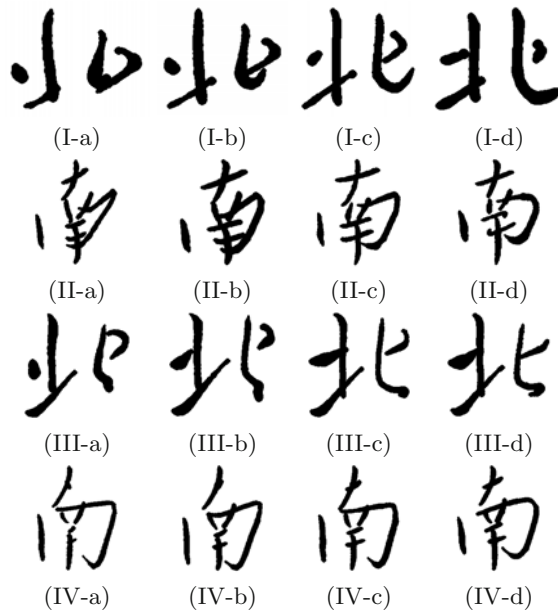 北 北 北 北
(I-a) (I-b) (I-c) (I-d)
南 南 南 南
(II-a) (II-b) (II-c) (II-d)
北 北 北 北
(III-a) (III-b) (III-c) (III-d)
南 南 南 南
(IV-a) (IV-b) (IV-c) (IV-d)